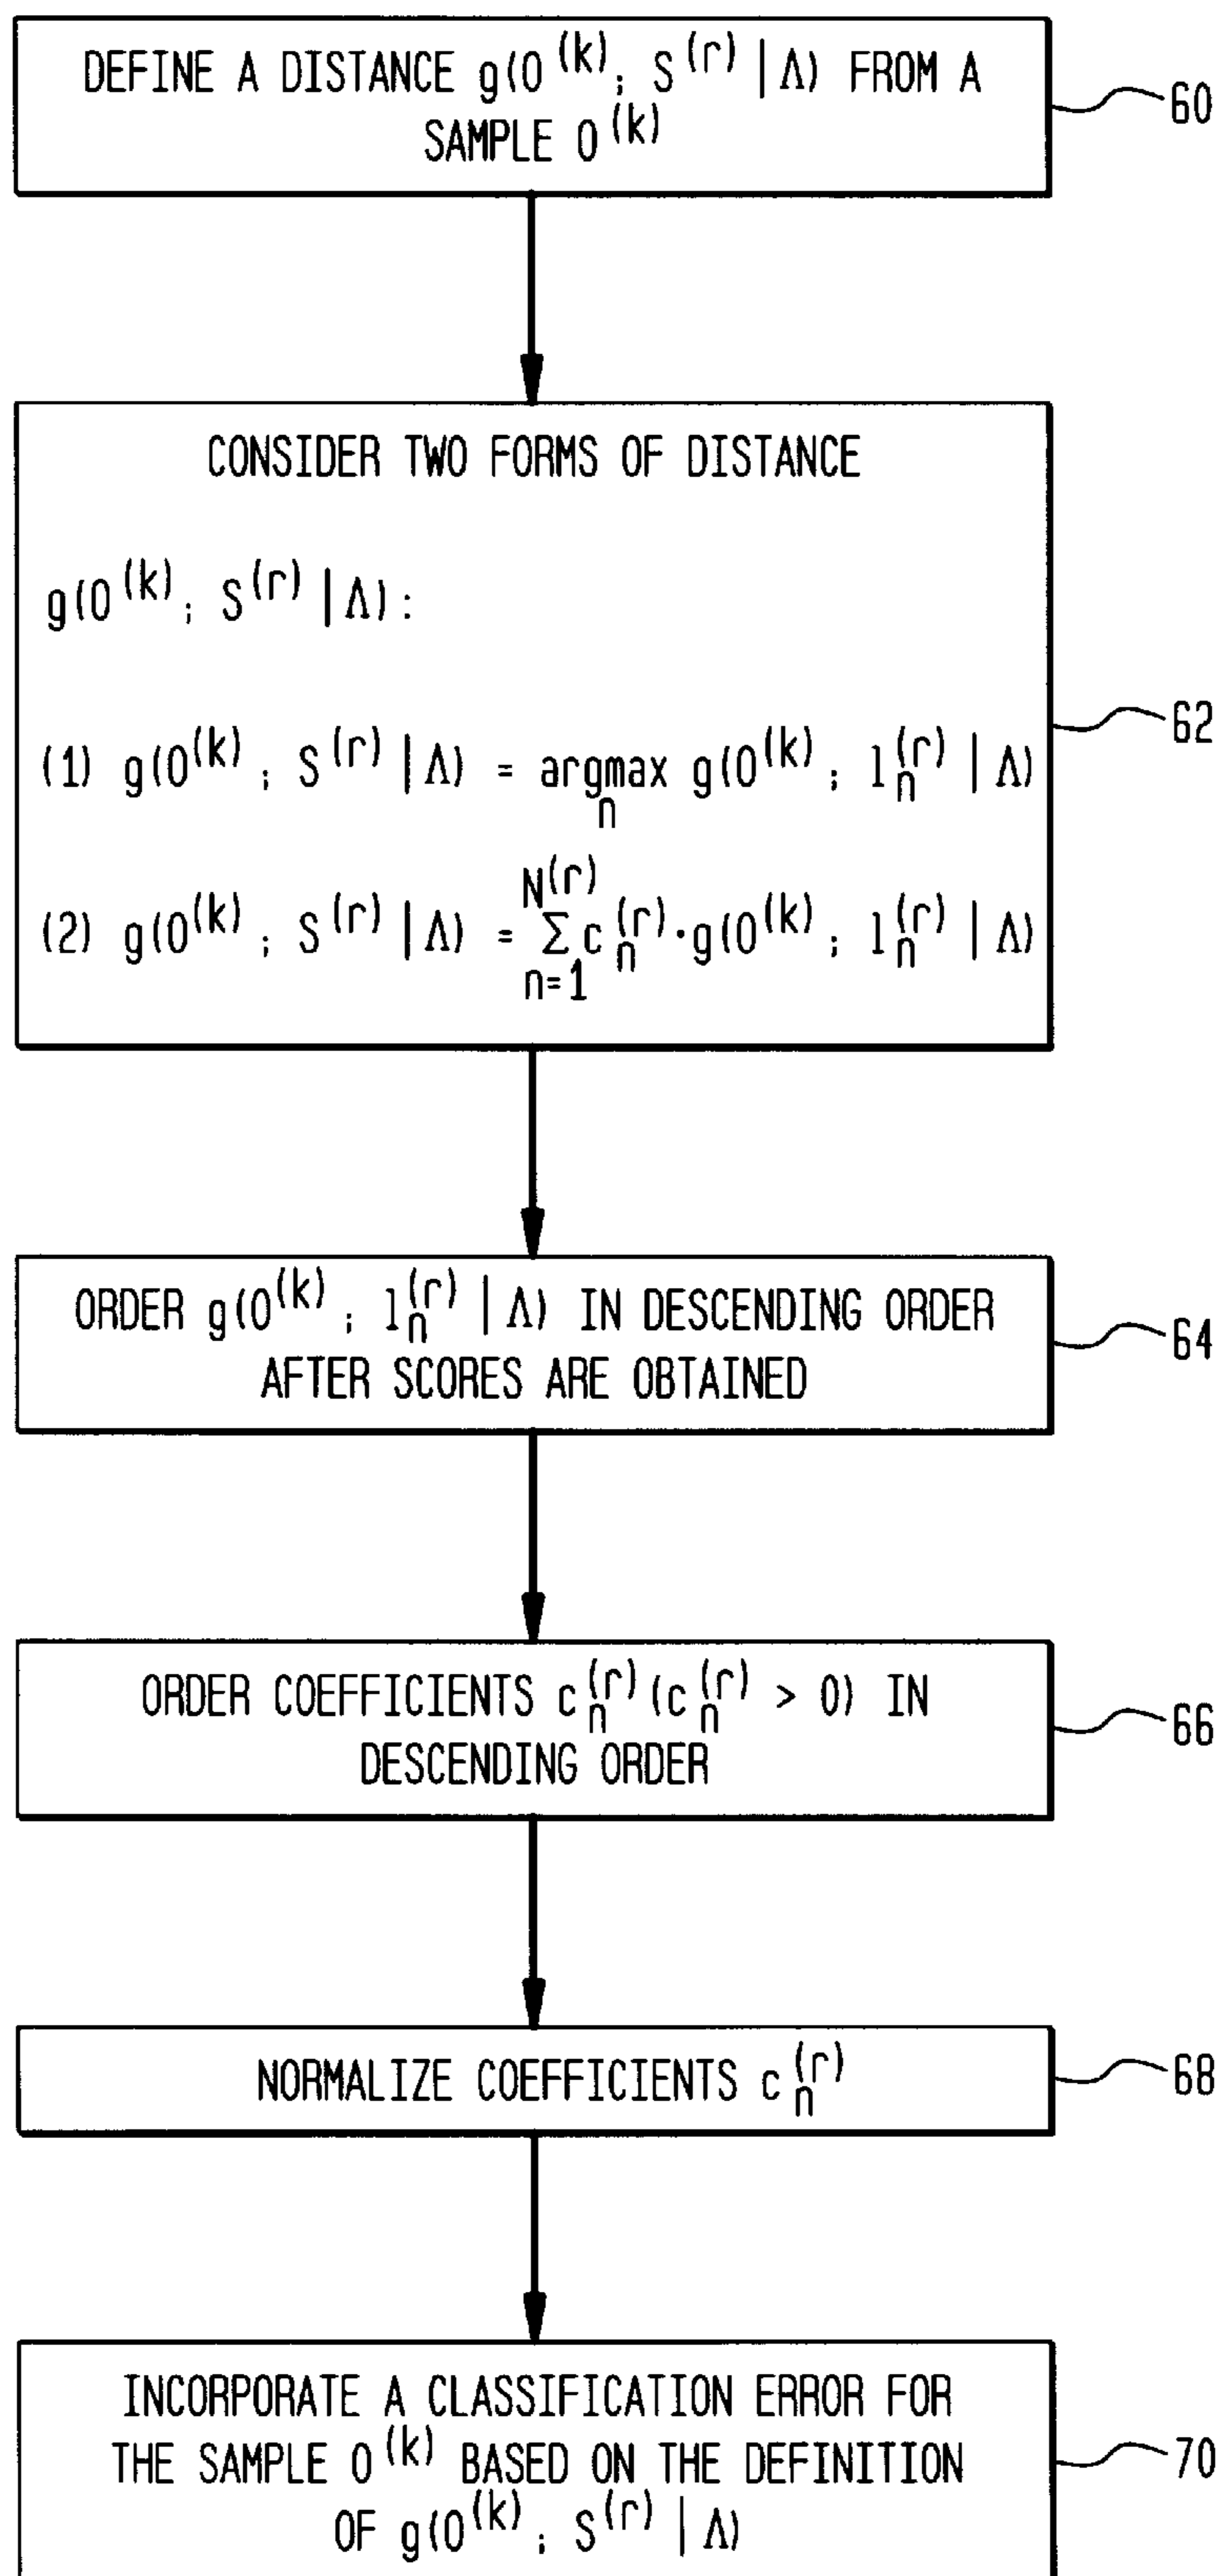 DEFINE A DISTANCE g(O^(k); S^(r) | Λ) FROM A
SAMPLE O^(k)
60
CONSIDER TWO FORMS OF DISTANCE
g(O^(k); S^(r) | Λ):
(1) g(O^(k); S^(r) | Λ) = argmax_n g(O^(k); l_n^(r) | Λ)
(2) g(O^(k); S^(r) | Λ) = Σ_{n=1}^{N^(r)} c_n^(r)·g(O^(k); l_n^(r) | Λ)
62
ORDER g(O^(k); l_n^(r) | Λ) IN DESCENDING ORDER
AFTER SCORES ARE OBTAINED
64
ORDER COEFFICIENTS c_n^(r) (c_n^(r) > 0) IN
DESCENDING ORDER
66
NORMALIZE COEFFICIENTS c_n^(r)
68
INCORPORATE A CLASSIFICATION ERROR FOR
THE SAMPLE O^(k) BASED ON THE DEFINITION
OF g(O^(k); S^(r) | Λ)
70